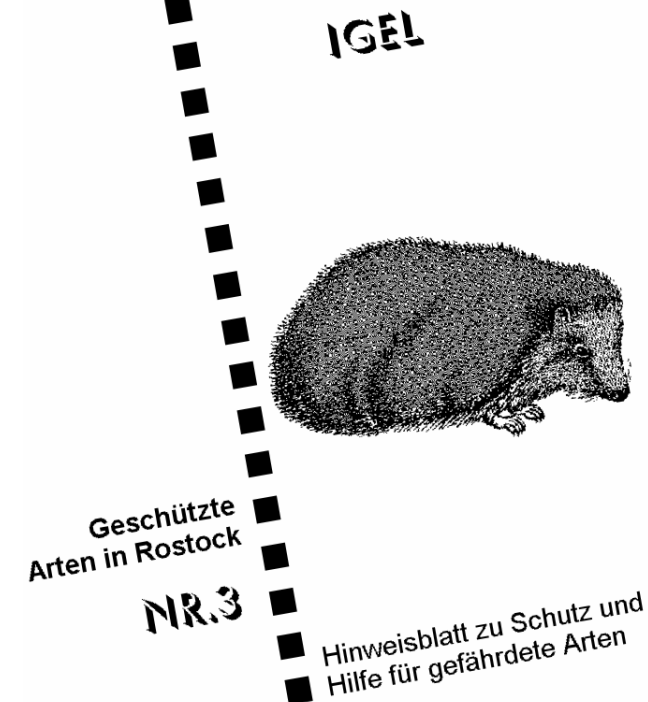 IGEL
Geschützte
Arten in Rostock
NR.3
Hinweisblatt zu Schutz und
Hilfe für gefährdete Arten